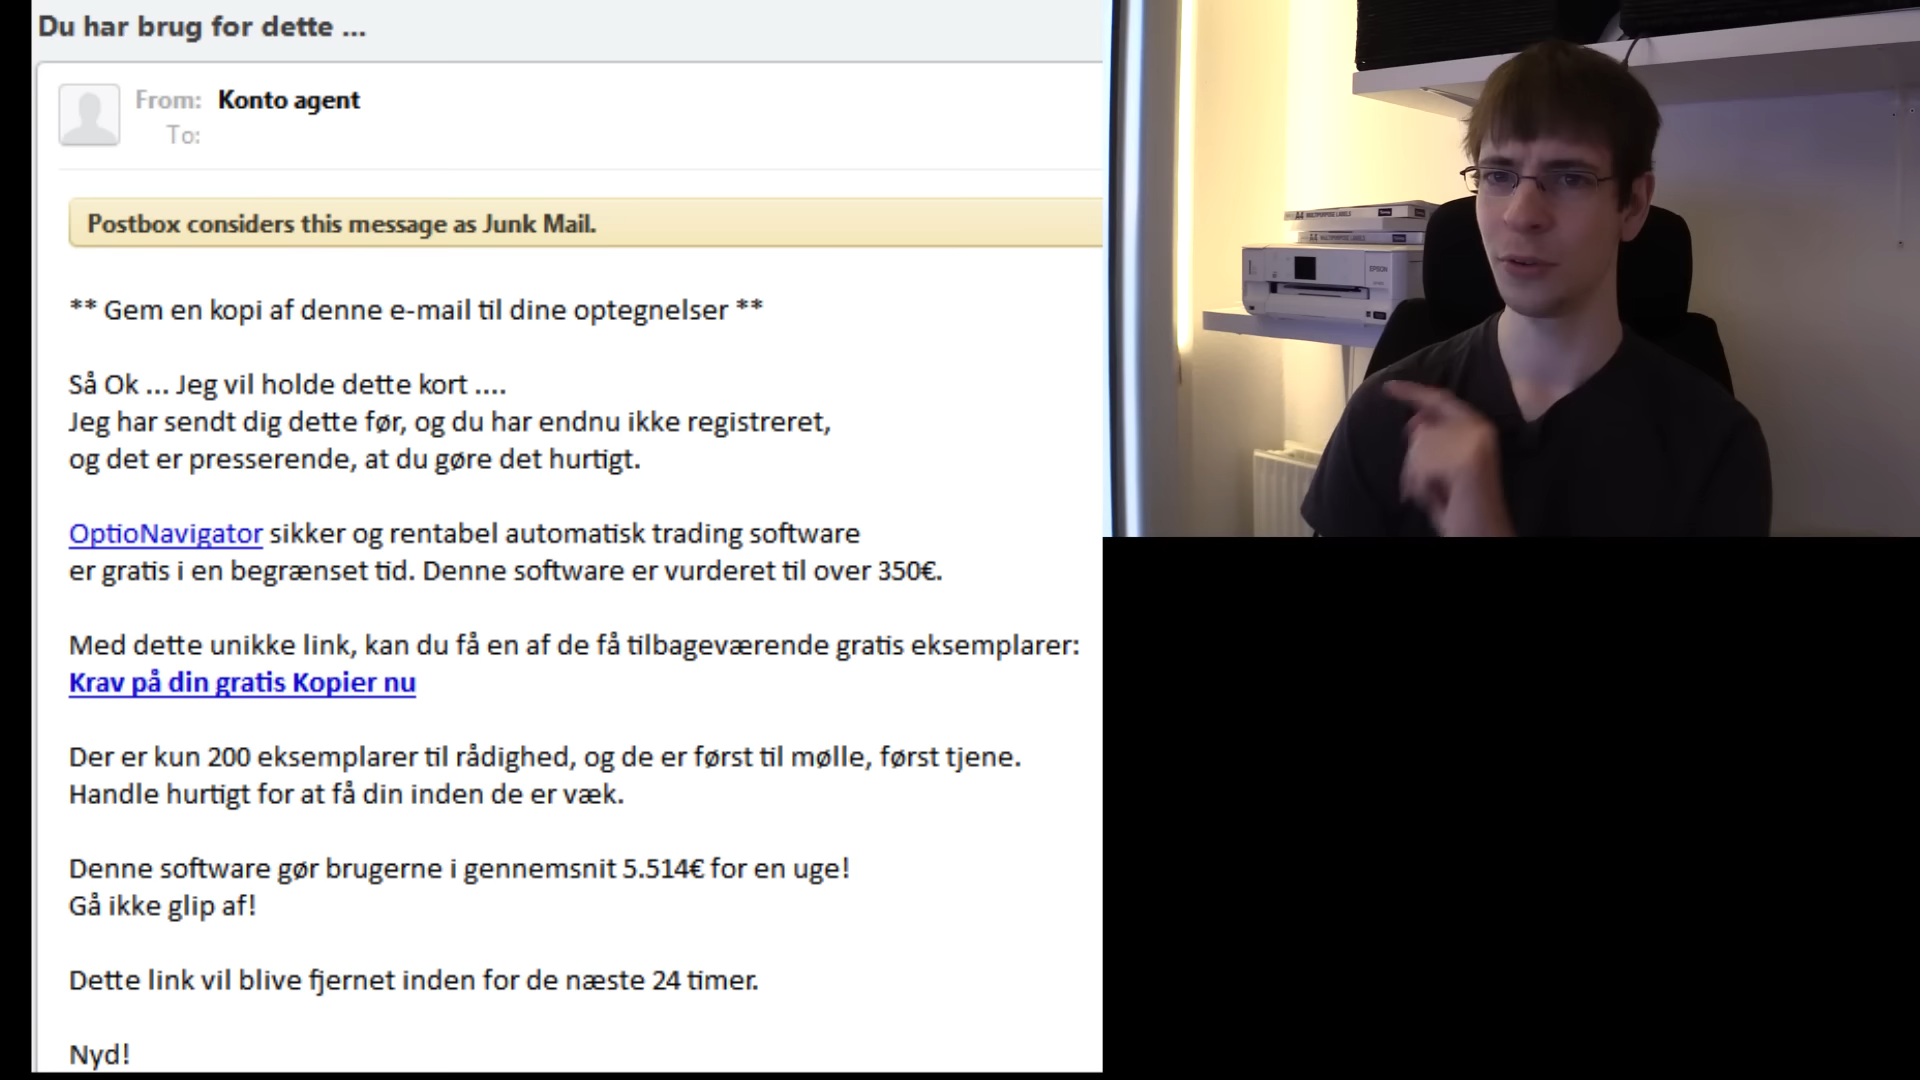 Du har brug for dette ...
From: Konto agent
To:
Postbox considers this message as Junk Mail.
** Gem en kopi af denne e-mail til dine optegnelser **
Så Ok ... Jeg vil holde dette kort ....
Jeg har sendt dig dette før, og du har endnu ikke registreret,
og det er presserende, at du gøre det hurtigt.
OptioNavigator sikker og rentabel automatisk trading software
er gratis i en begrænset tid. Denne software er vurderet til over 350€.
Med dette unikke link, kan du få en af de få tilbageværende gratis eksemplarer:
Krav på din gratis Kopier nu
Der er kun 200 eksemplarer til rådighed, og de er først til mølle, først tjene.
Handle hurtigt for at få din inden de er væk.
Denne software gør brugerne i gennemsnit 5.514€ for en uge!
Gå ikke glip af!
Dette link vil blive fjernet inden for de næste 24 timer.
Nyd!
MULTIPURPOSE LABELS
MULTIPURPOSE LABELS
EPSON